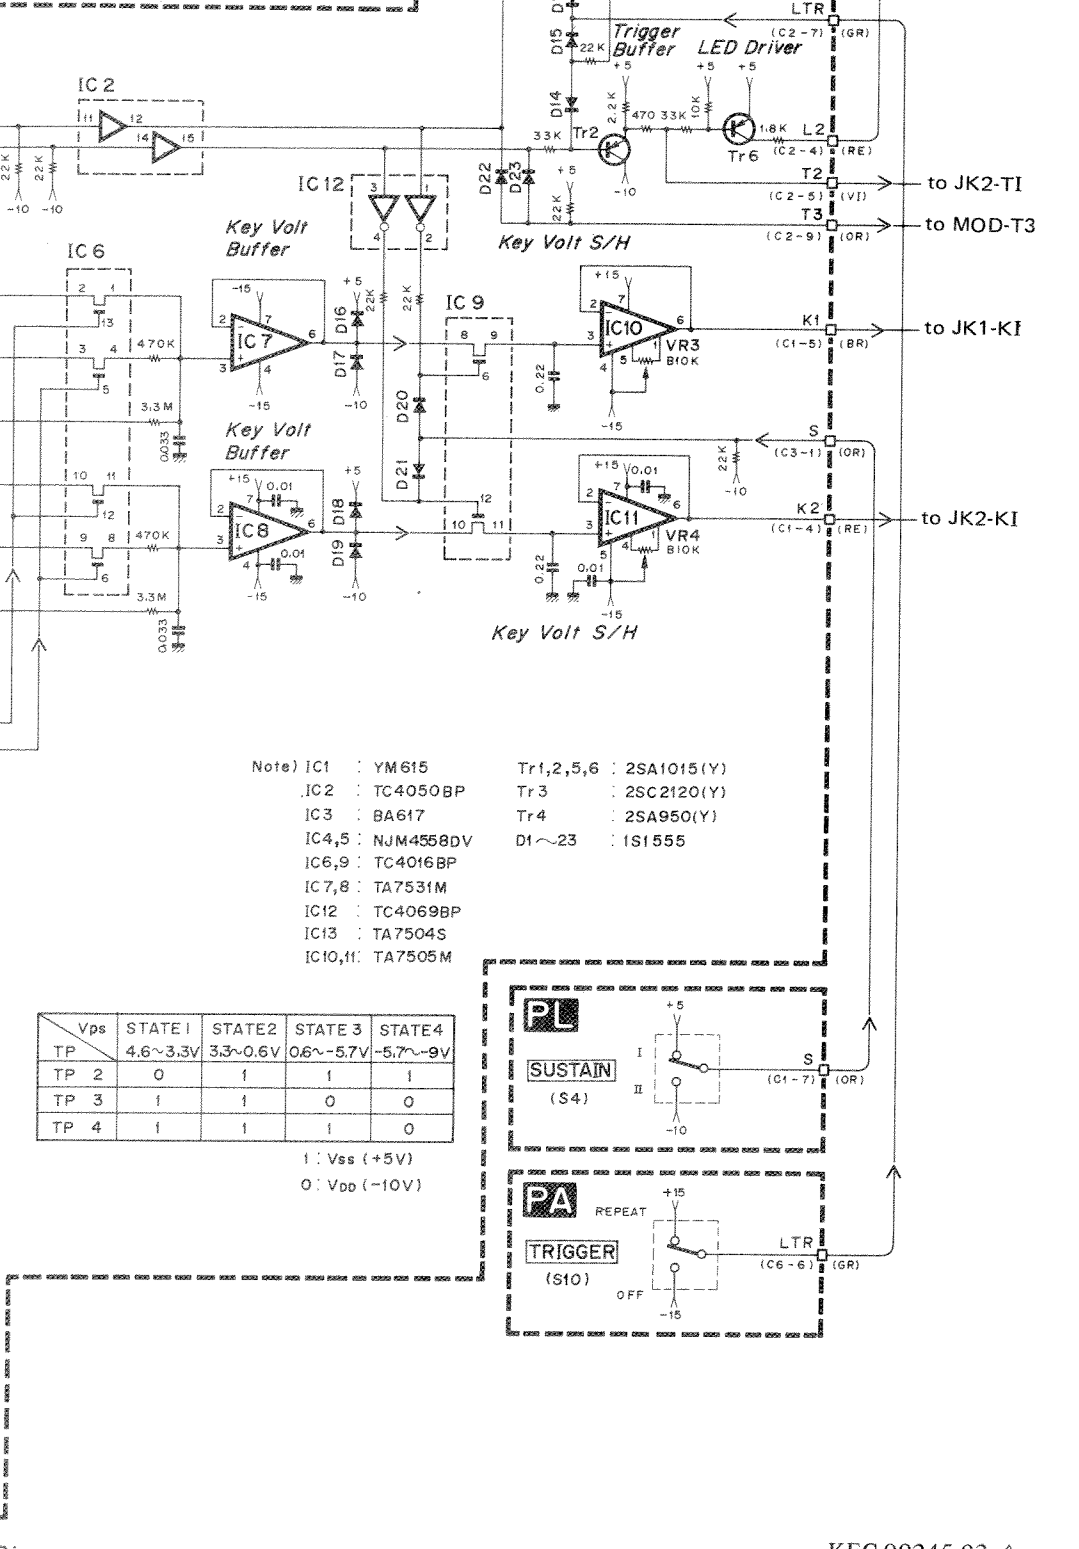 LTR
(C2-7) (GR)
D15
22K
Trigger
Buffer
LED Driver
+5
+5
+5
IC2
11
12
14
15
D14
2.2K
470
33K
10K
33K
Tr2
Tr6
1.8K
L2
(C2-4) (RE)
-10
22K
22K
-10
-10
IC12
3
1
4
2
D22
D23
+5
22K
T2
(C2-5) (VI)
to JK2-T1
T3
(C2-9) (OR)
to MOD-T3
Key Volt
Buffer
Key Volt S/H
IC6
2
1
13
3
4
5
470K
3.3M
0.033
-15
2
7
IC7
6
3
4
-15
+5
D16
D17
-10
22K
22K
IC9
8
9
6
+15
2
7
IC10
6
3
5
1
4
VR3
B10K
-15
0.22
K1
(C1-5) (BR)
to JK1-KI
D20
D21
S
(C3-1) (OR)
22K
-10
Key Volt
Buffer
10
11
12
9
8
6
470K
3.3M
0.033
+15
0.01
2
7
IC8
6
3
4
0.01
-15
+5
D18
D19
-10
12
10
11
0.22
+15
0.01
2
7
IC11
6
3
4
1
5
VR4
B10K
0.01
-15
K2
(C1-4) (RE)
to JK2-KI
Key Volt S/H
Note) IC1 : YM615
IC2 : TC4050BP
IC3 : BA617
IC4,5 : NJM4558DV
IC6,9 : TC4016BP
IC7,8 : TA7531M
IC12 : TC4069BP
IC13 : TA7504S
IC10,11 : TA7505M
Tr1,2,5,6 : 2SA1015(Y)
Tr3 : 2SC2120(Y)
Tr4 : 2SA950(Y)
D1~23 : 1S1555
Vps STATE1 STATE2 STATE3 STATE4
TP 4.6~3.3V 3.3~0.6V 0.6~-5.7V -5.7~-9V
TP 2 0 1 1 1
TP 3 1 1 0 0
TP 4 1 1 1 0
1 : Vss (+5V)
0 : VDD (-10V)
PL
SUSTAIN
(S4)
+5
I
II
-10
S
(C1-7) (OR)
PA
REPEAT
+15
TRIGGER
(S10)
OFF
-15
LTR
(C6-6) (GR)